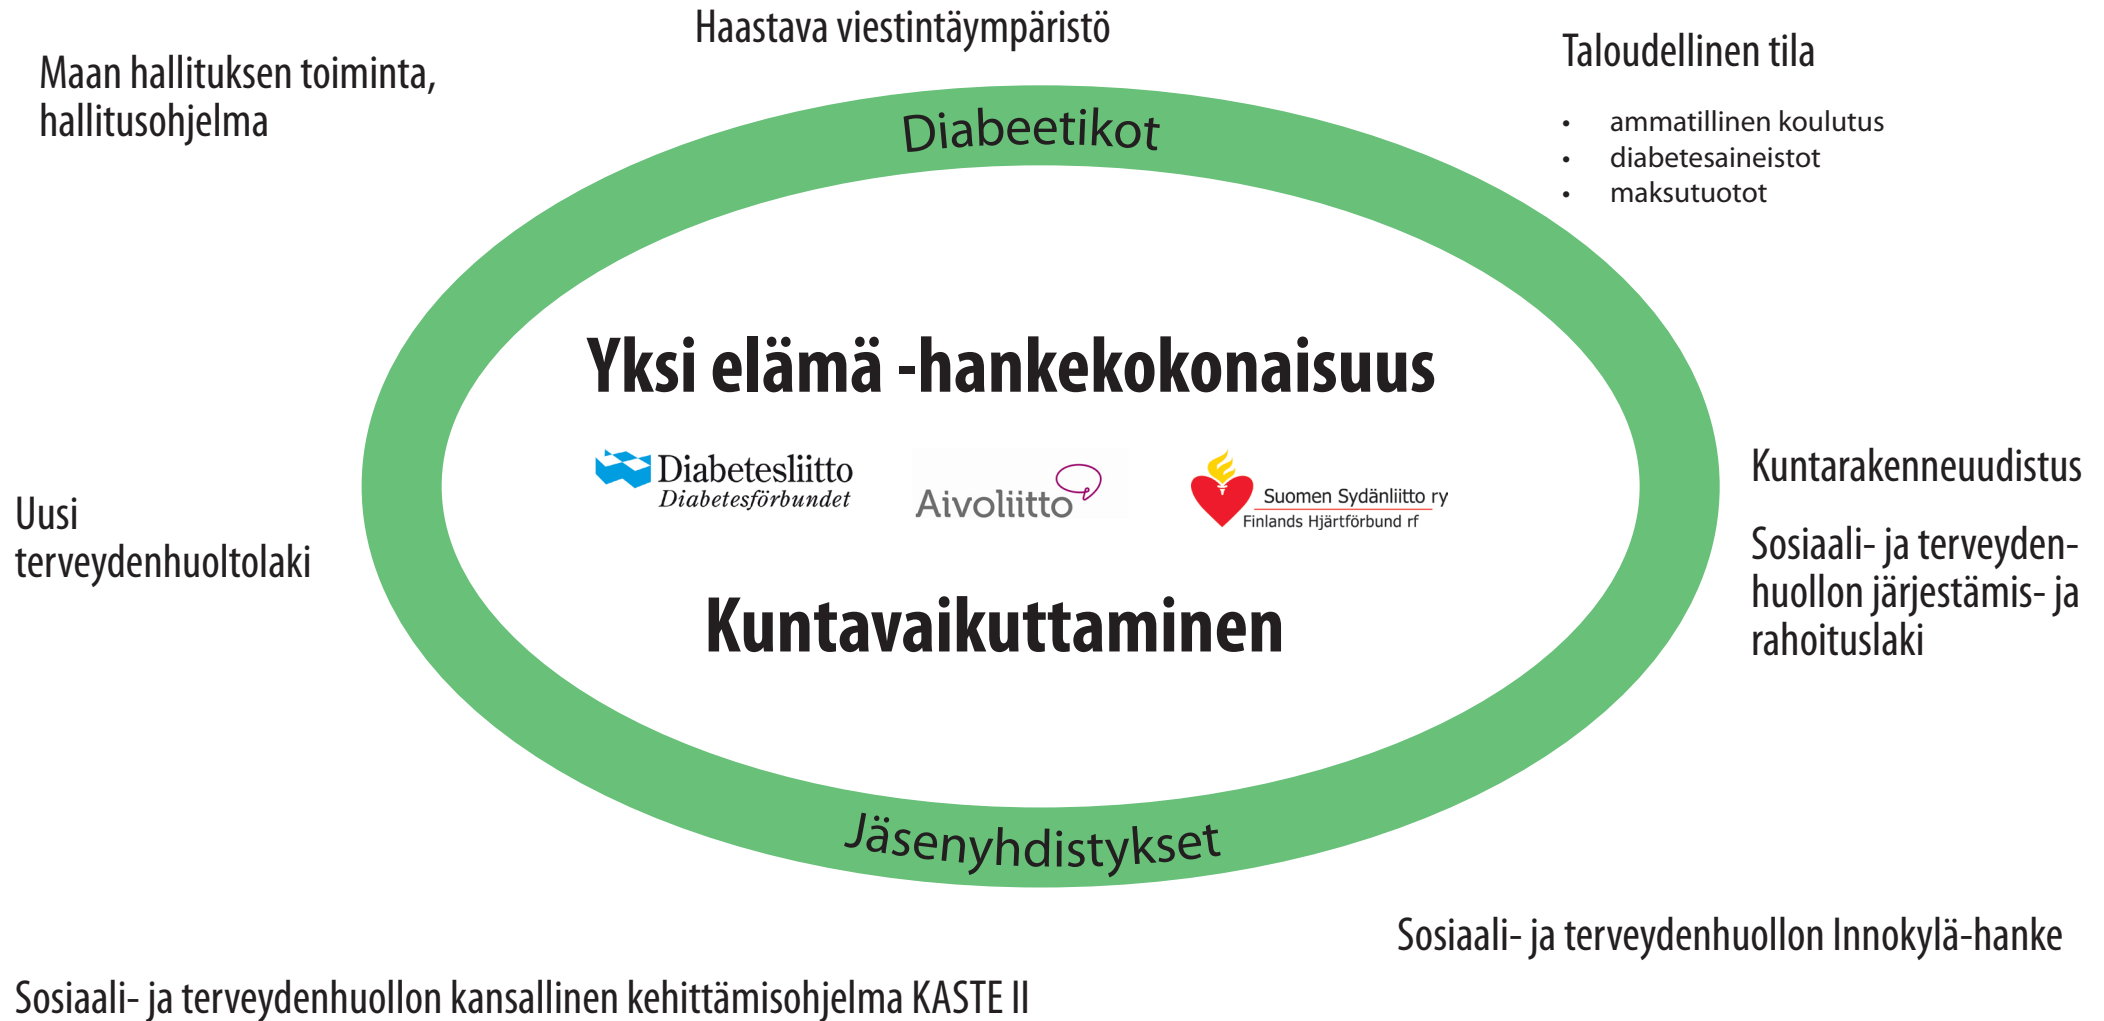 Haastava viestintäympäristö
Maan hallituksen toiminta,
hallitusohjelma
Taloudellinen tila
• ammatillinen koulutus
• diabetesaineistot
• maksutuotot
Diabeetikot
Yksi elämä -hankekokonaisuus
Diabetesliitto
Diabetesförbundet
Aivoliitto
Suomen Sydänliitto ry
Finlands Hjärtförbund rf
Kuntavaikuttaminen
Uusi
terveydenhuoltolaki
Kuntarakenneuudistus
Sosiaali- ja terveyden-
huollon järjestämis- ja
rahoituslaki
Jäsenyhdistykset
Sosiaali- ja terveydenhuollon Innokylä-hanke
Sosiaali- ja terveydenhuollon kansallinen kehittämisohjelma KASTE II